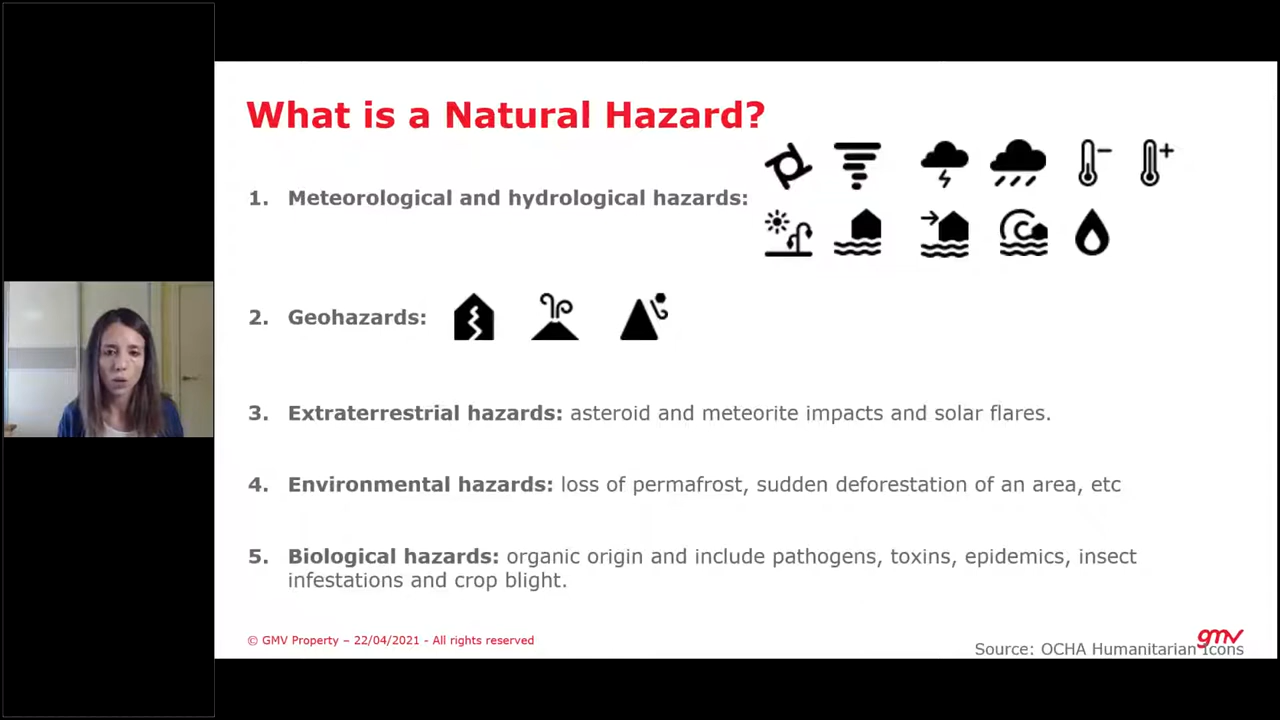 What is a Natural Hazard?
1. Meteorological and hydrological hazards:
2. Geohazards:
3. Extraterrestrial hazards: asteroid and meteorite impacts and solar flares.
4. Environmental hazards: loss of permafrost, sudden deforestation of an area, etc
5. Biological hazards: organic origin and include pathogens, toxins, epidemics, insect
infestations and crop blight.
© GMV Property – 22/04/2021 - All rights reserved
gmv
Source: OCHA Humanitarian Icons